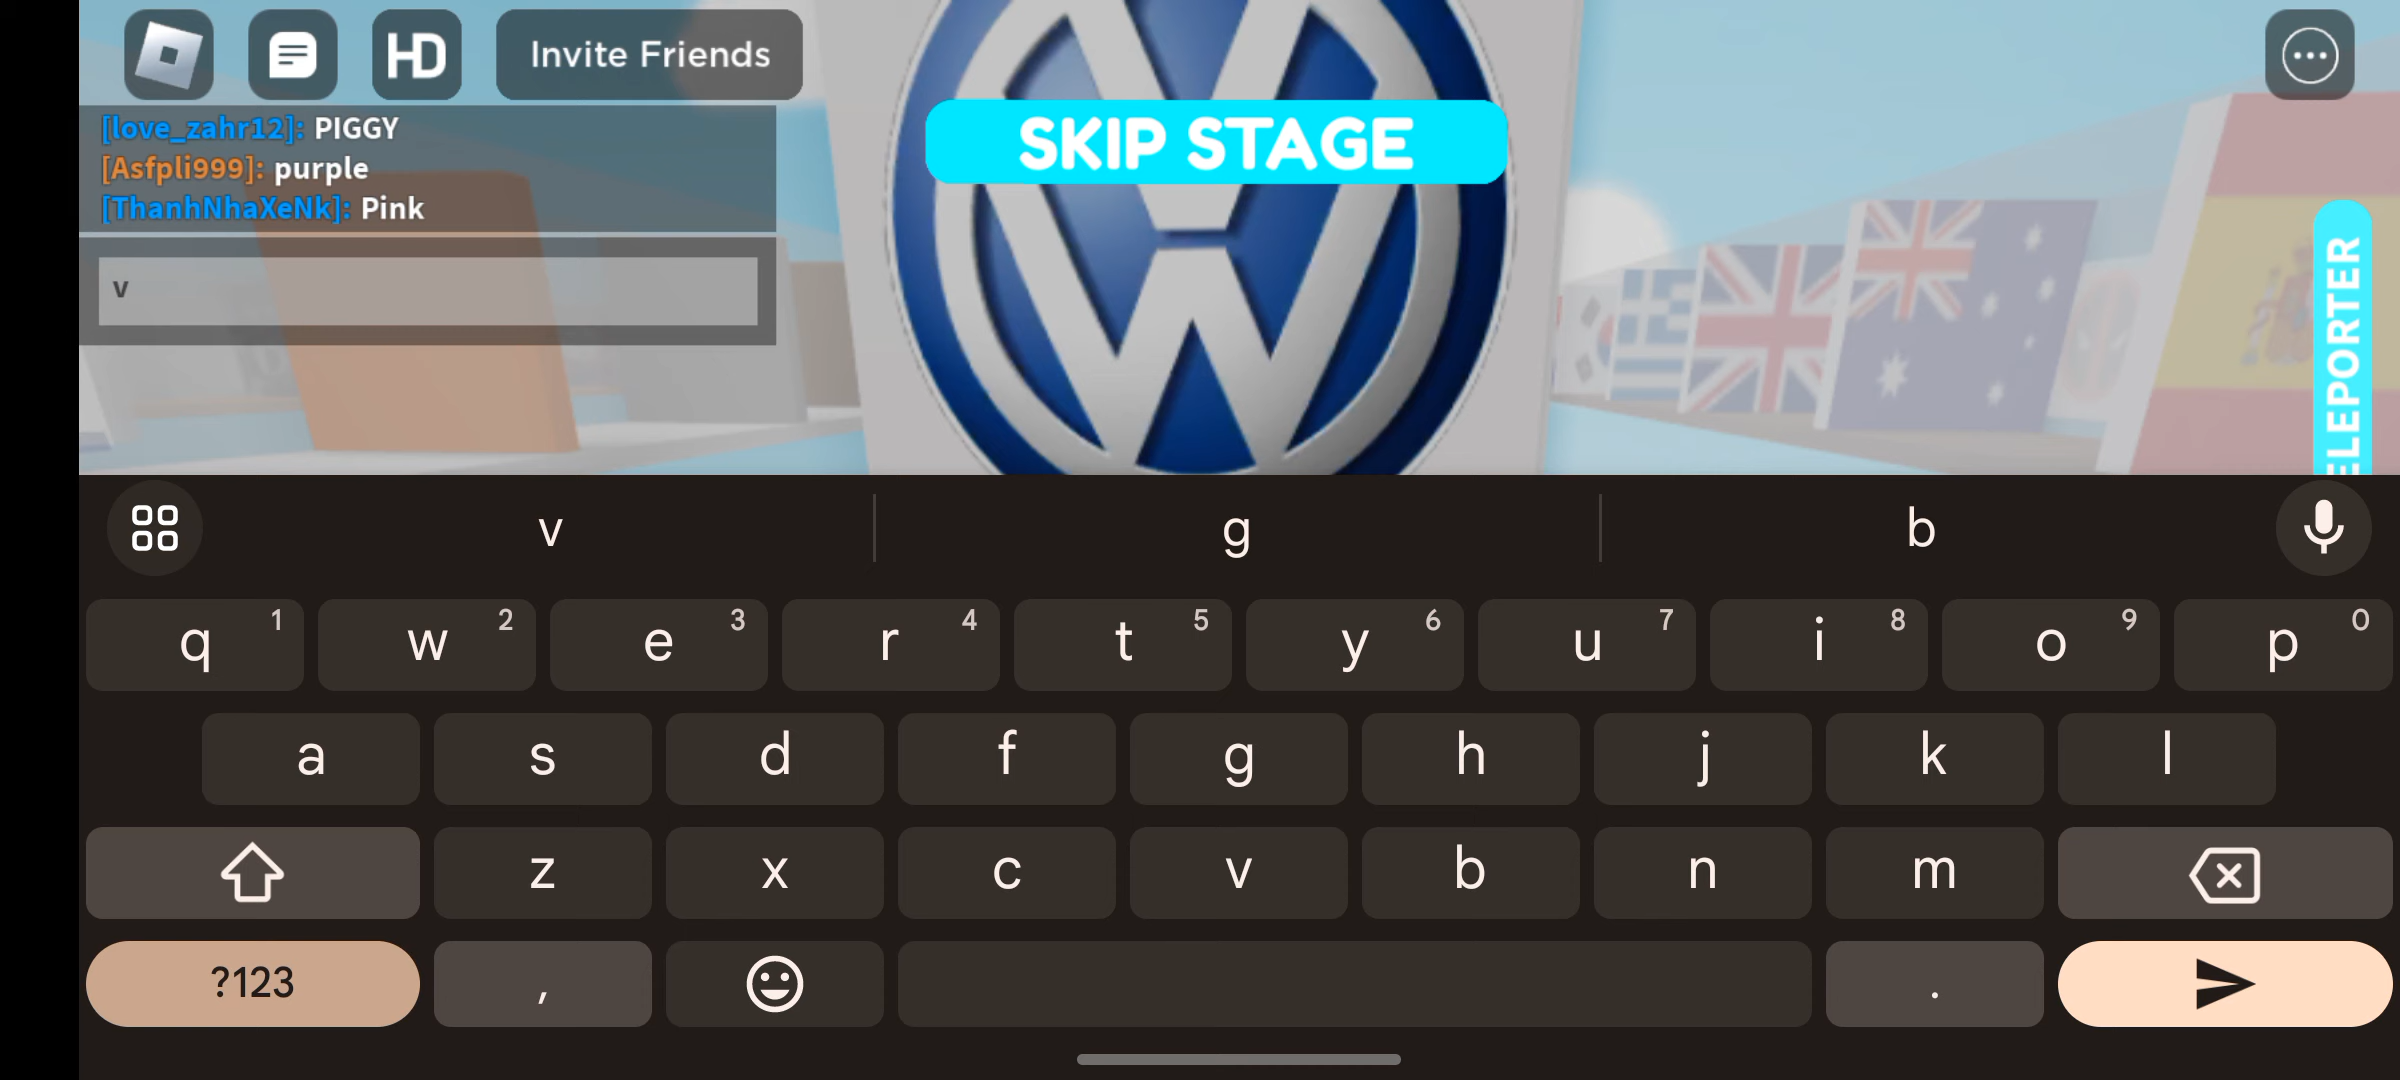 HD
Invite Friends
[love_zahr12]: PIGGY
[Asfpli999]: purple
[ThanhNhaXeNk]: Pink
v
SKIP STAGE
ELEPORTER
v g b
q 1 w 2 e 3 r 4 t 5 y 6 u 7 i 8 o 9 p 0
a s d f g h j k l
z x c v b n m
?123 , .